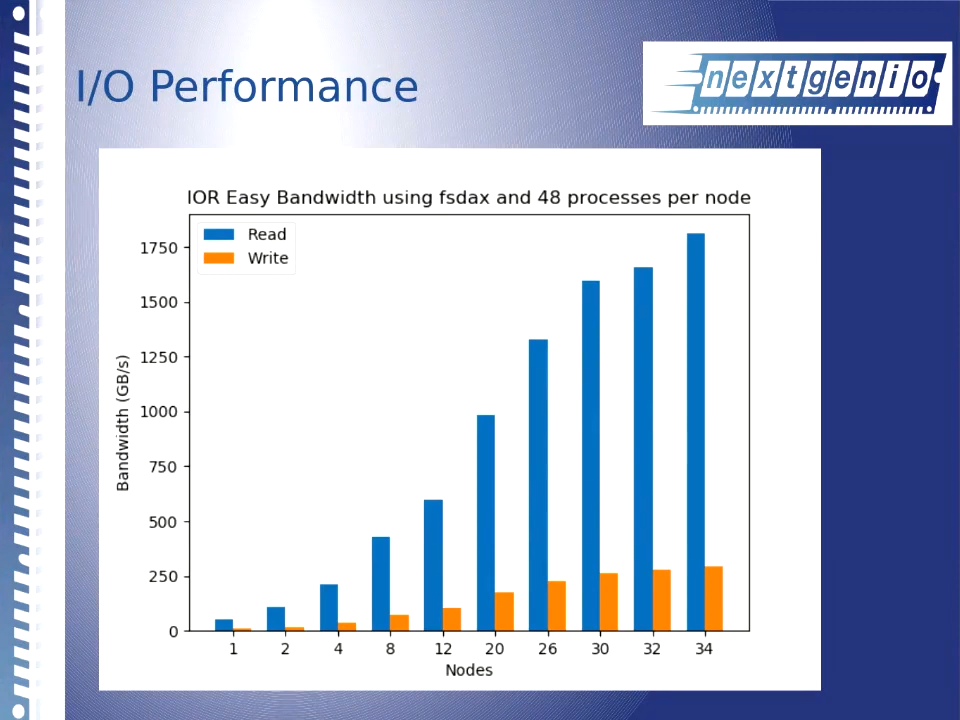 I/O Performance
nextgenio
IOR Easy Bandwidth using fsdax and 48 processes per node
Read
Write
1750
1500
1250
1000
750
500
250
0
Bandwidth (GB/s)
1 2 4 8 12 20 26 30 32 34
Nodes